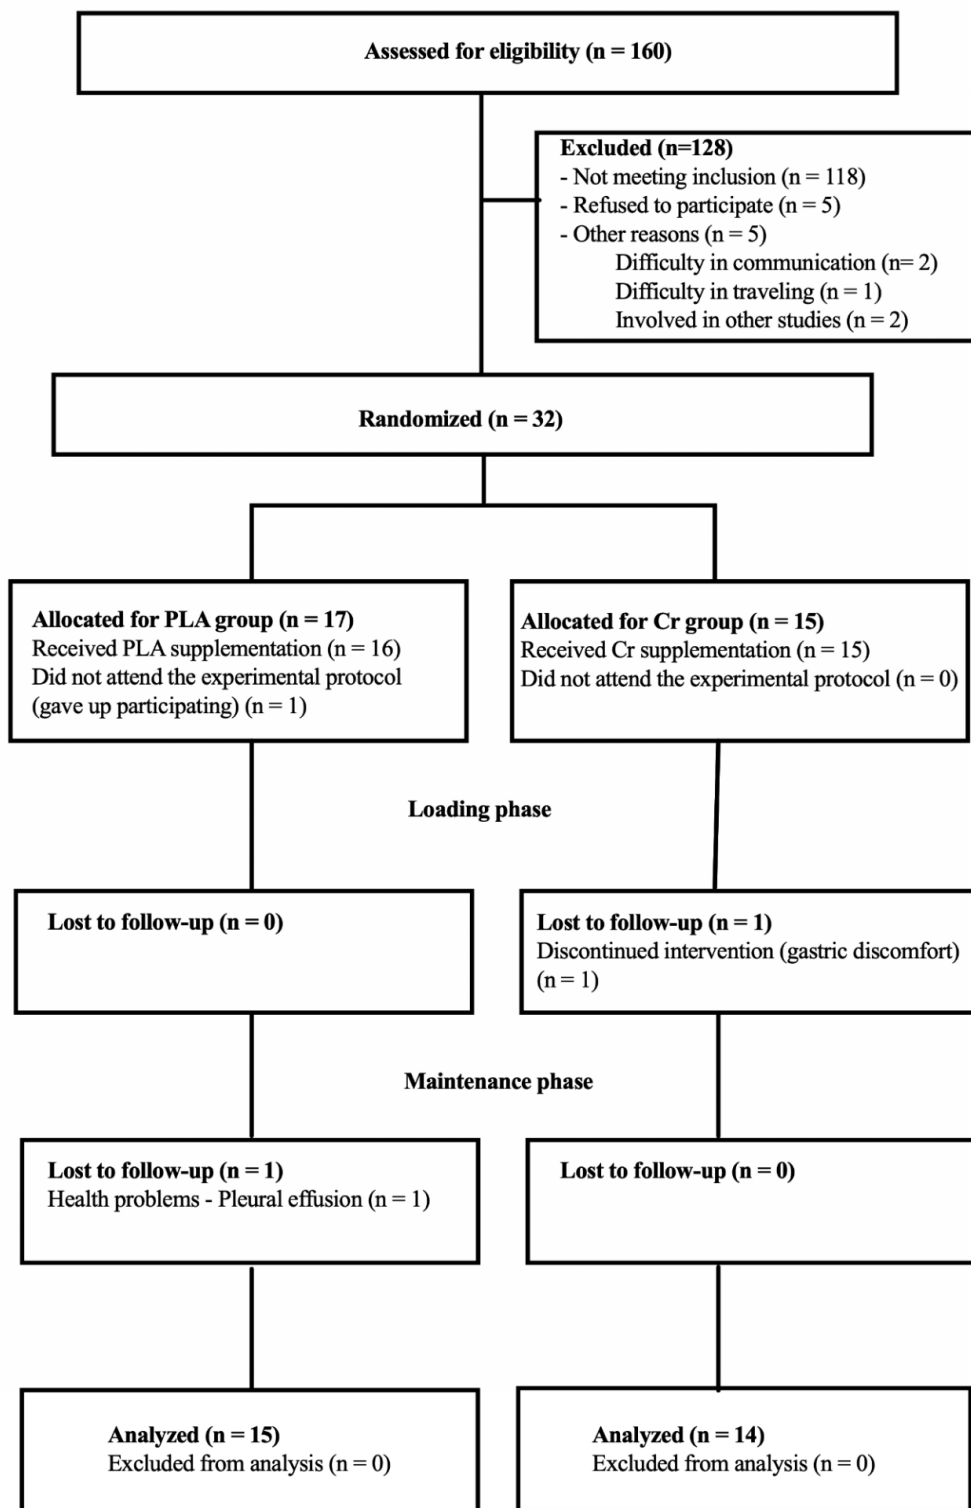 Assessed for eligibility (n = 160)
Excluded (n=128)
- Not meeting inclusion (n = 118)
- Refused to participate (n = 5)
- Other reasons (n = 5)
Difficulty in communication (n= 2)
Difficulty in traveling (n = 1)
Involved in other studies (n = 2)
Randomized (n = 32)
Allocated for PLA group (n = 17)
Received PLA supplementation (n = 16)
Did not attend the experimental protocol
(gave up participating) (n = 1)
Allocated for Cr group (n = 15)
Received Cr supplementation (n = 15)
Did not attend the experimental protocol (n = 0)
Loading phase
Lost to follow-up (n = 0)
Lost to follow-up (n = 1)
Discontinued intervention (gastric discomfort)
(n = 1)
Maintenance phase
Lost to follow-up (n = 1)
Health problems - Pleural effusion (n = 1)
Lost to follow-up (n = 0)
Analyzed (n = 15)
Excluded from analysis (n = 0)
Analyzed (n = 14)
Excluded from analysis (n = 0)